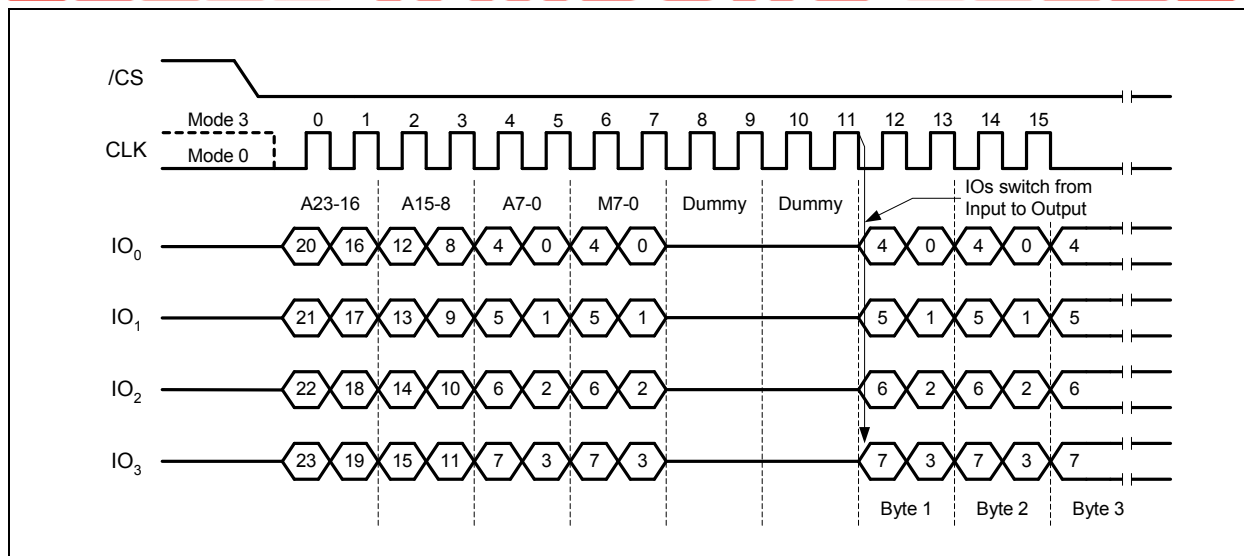 /CS
Mode 3 0 1 2 3 4 5 6 7 8 9 10 11 12 13 14 15
CLK
Mode 0
A23-16 A15-8 A7-0 M7-0 Dummy Dummy
IOs switch from
Input to Output
IO0 20 16 12 8 4 0 4 0 4 0 4 0 4
IO1 21 17 13 9 5 1 5 1 5 1 5 1 5
IO2 22 18 14 10 6 2 6 2 6 2 6 2 6
IO3 23 19 15 11 7 3 7 3 7 3 7 3 7
Byte 1 Byte 2 Byte 3